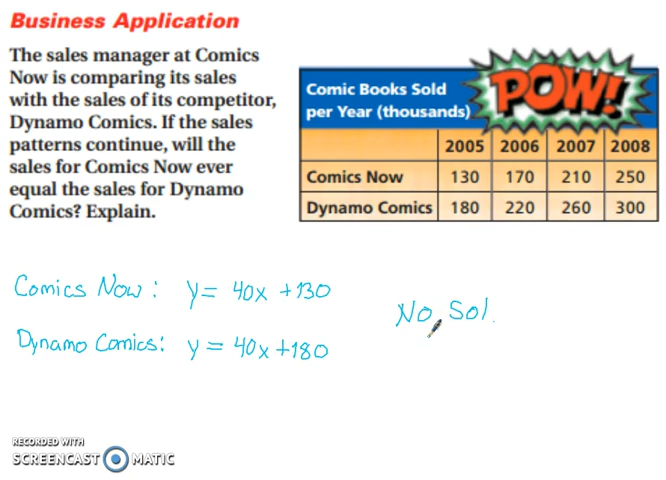 Business Application
The sales manager at Comics
Now is comparing its sales
with the sales of its competitor,
Dynamo Comics. If the sales
patterns continue, will the
sales for Comics Now ever
equal the sales for Dynamo
Comics? Explain.
Comic Books Sold
per Year (thousands)
POW!
2005 2006 2007 2008
Comics Now 130 170 210 250
Dynamo Comics 180 220 260 300
Comics Now: y = 40x + 130
No Sol.
Dynamo Comics: y = 40x + 180
RECORDED WITH
SCREENCAST MATIC